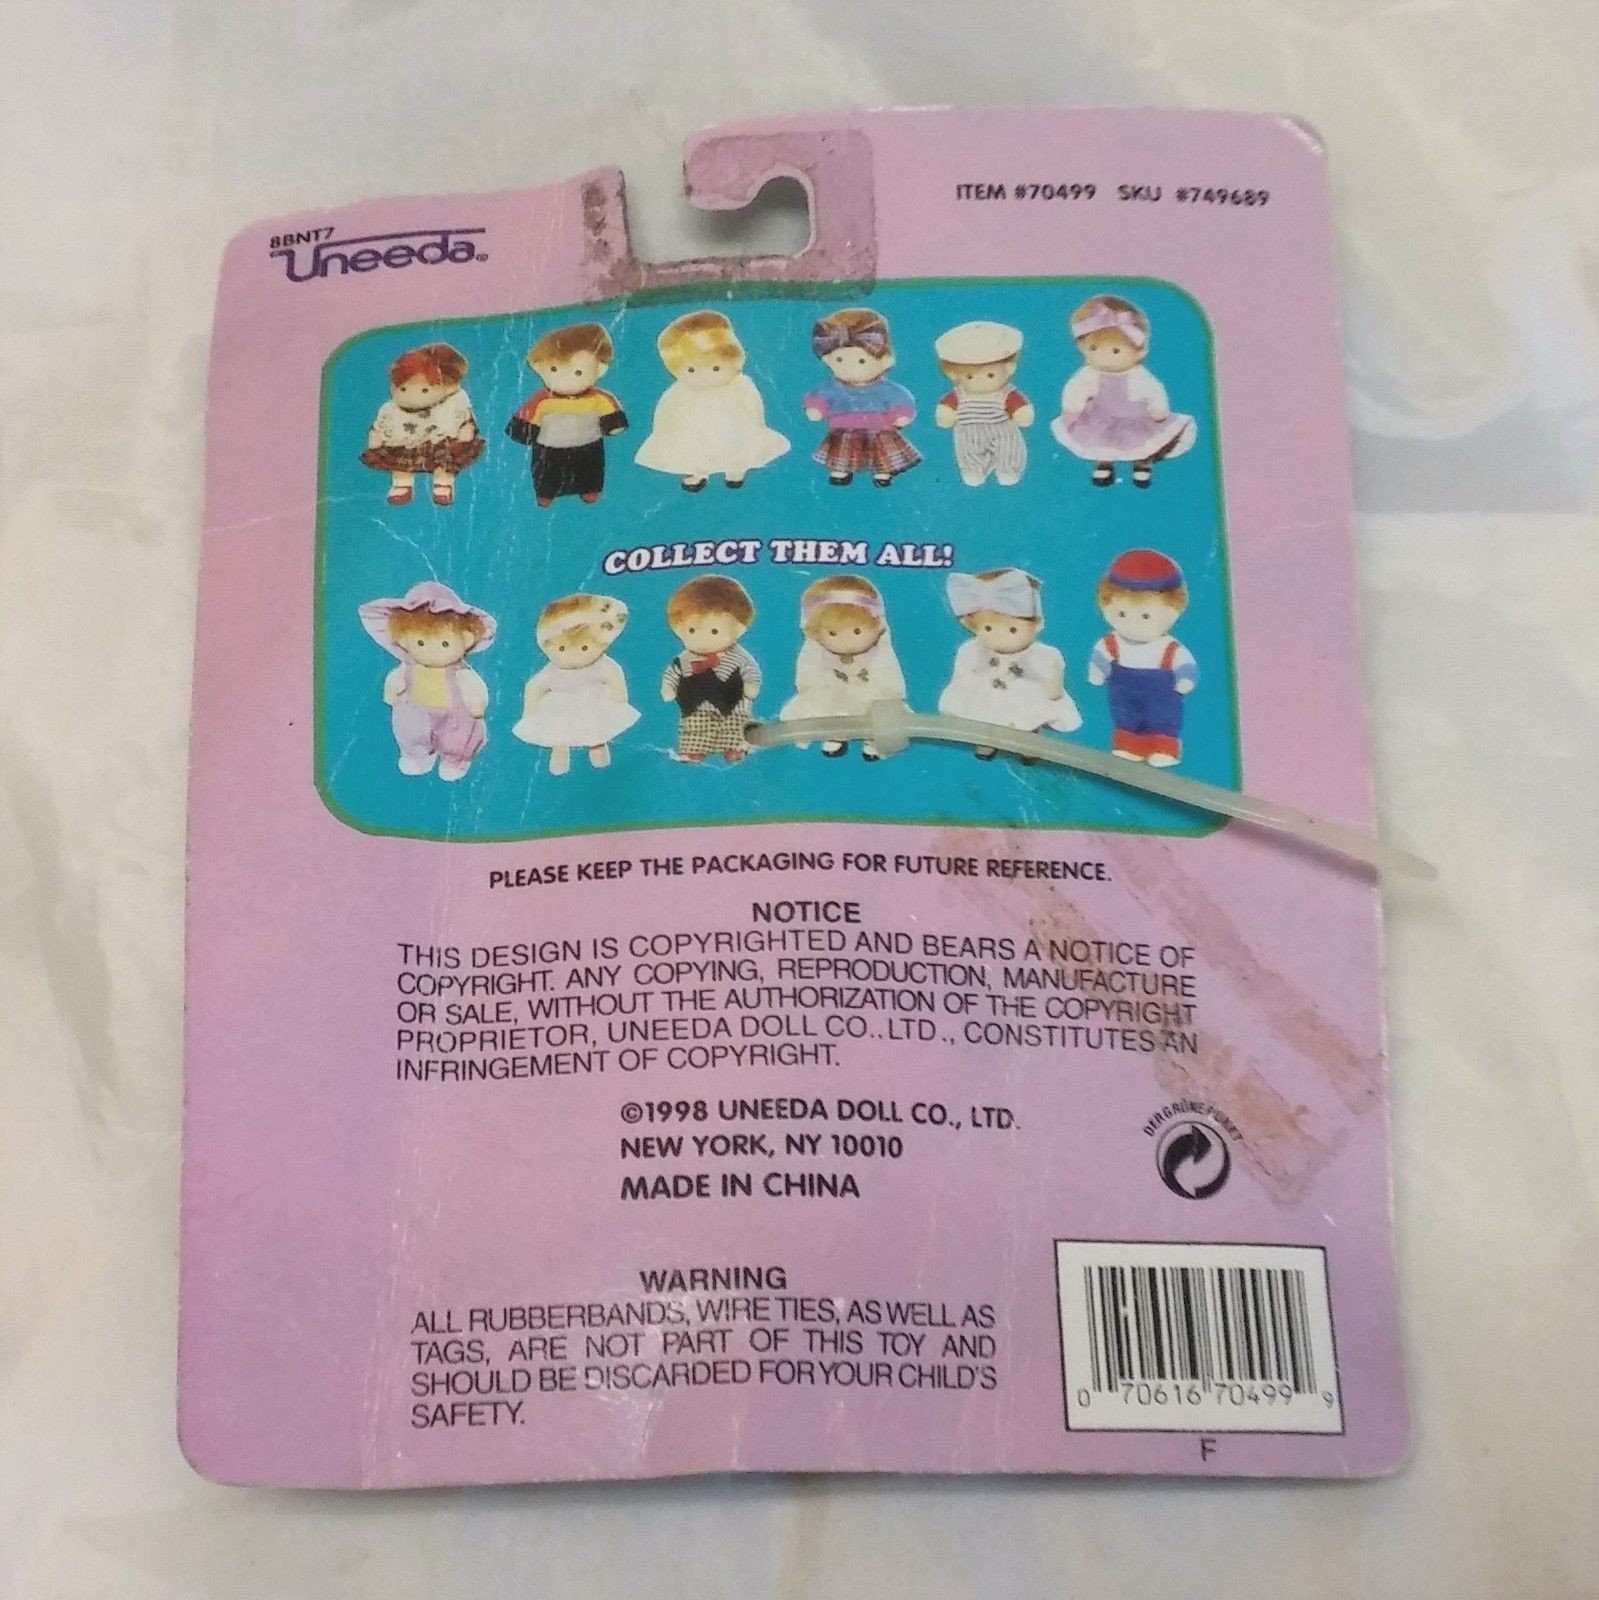 8BNT7
Uneeda®
ITEM #70499 SKU #749689
COLLECT THEM ALL!
PLEASE KEEP THE PACKAGING FOR FUTURE REFERENCE.
NOTICE
THIS DESIGN IS COPYRIGHTED AND BEARS A NOTICE OF
COPYRIGHT. ANY COPYING, REPRODUCTION, MANUFACTURE
OR SALE, WITHOUT THE AUTHORIZATION OF THE COPYRIGHT
PROPRIETOR, UNEEDA DOLL CO..LTD., CONSTITUTES AN
INFRINGEMENT OF COPYRIGHT.
©1998 UNEEDA DOLL CO., LTD.
NEW YORK, NY 10010
MADE IN CHINA
DER GRÜNE PUNKT
WARNING
ALL RUBBERBANDS, WIRE TIES, AS WELL AS
TAGS, ARE NOT PART OF THIS TOY AND
SHOULD BE DISCARDED FOR YOUR CHILD'S
SAFETY.
0 70616 70499 9
F